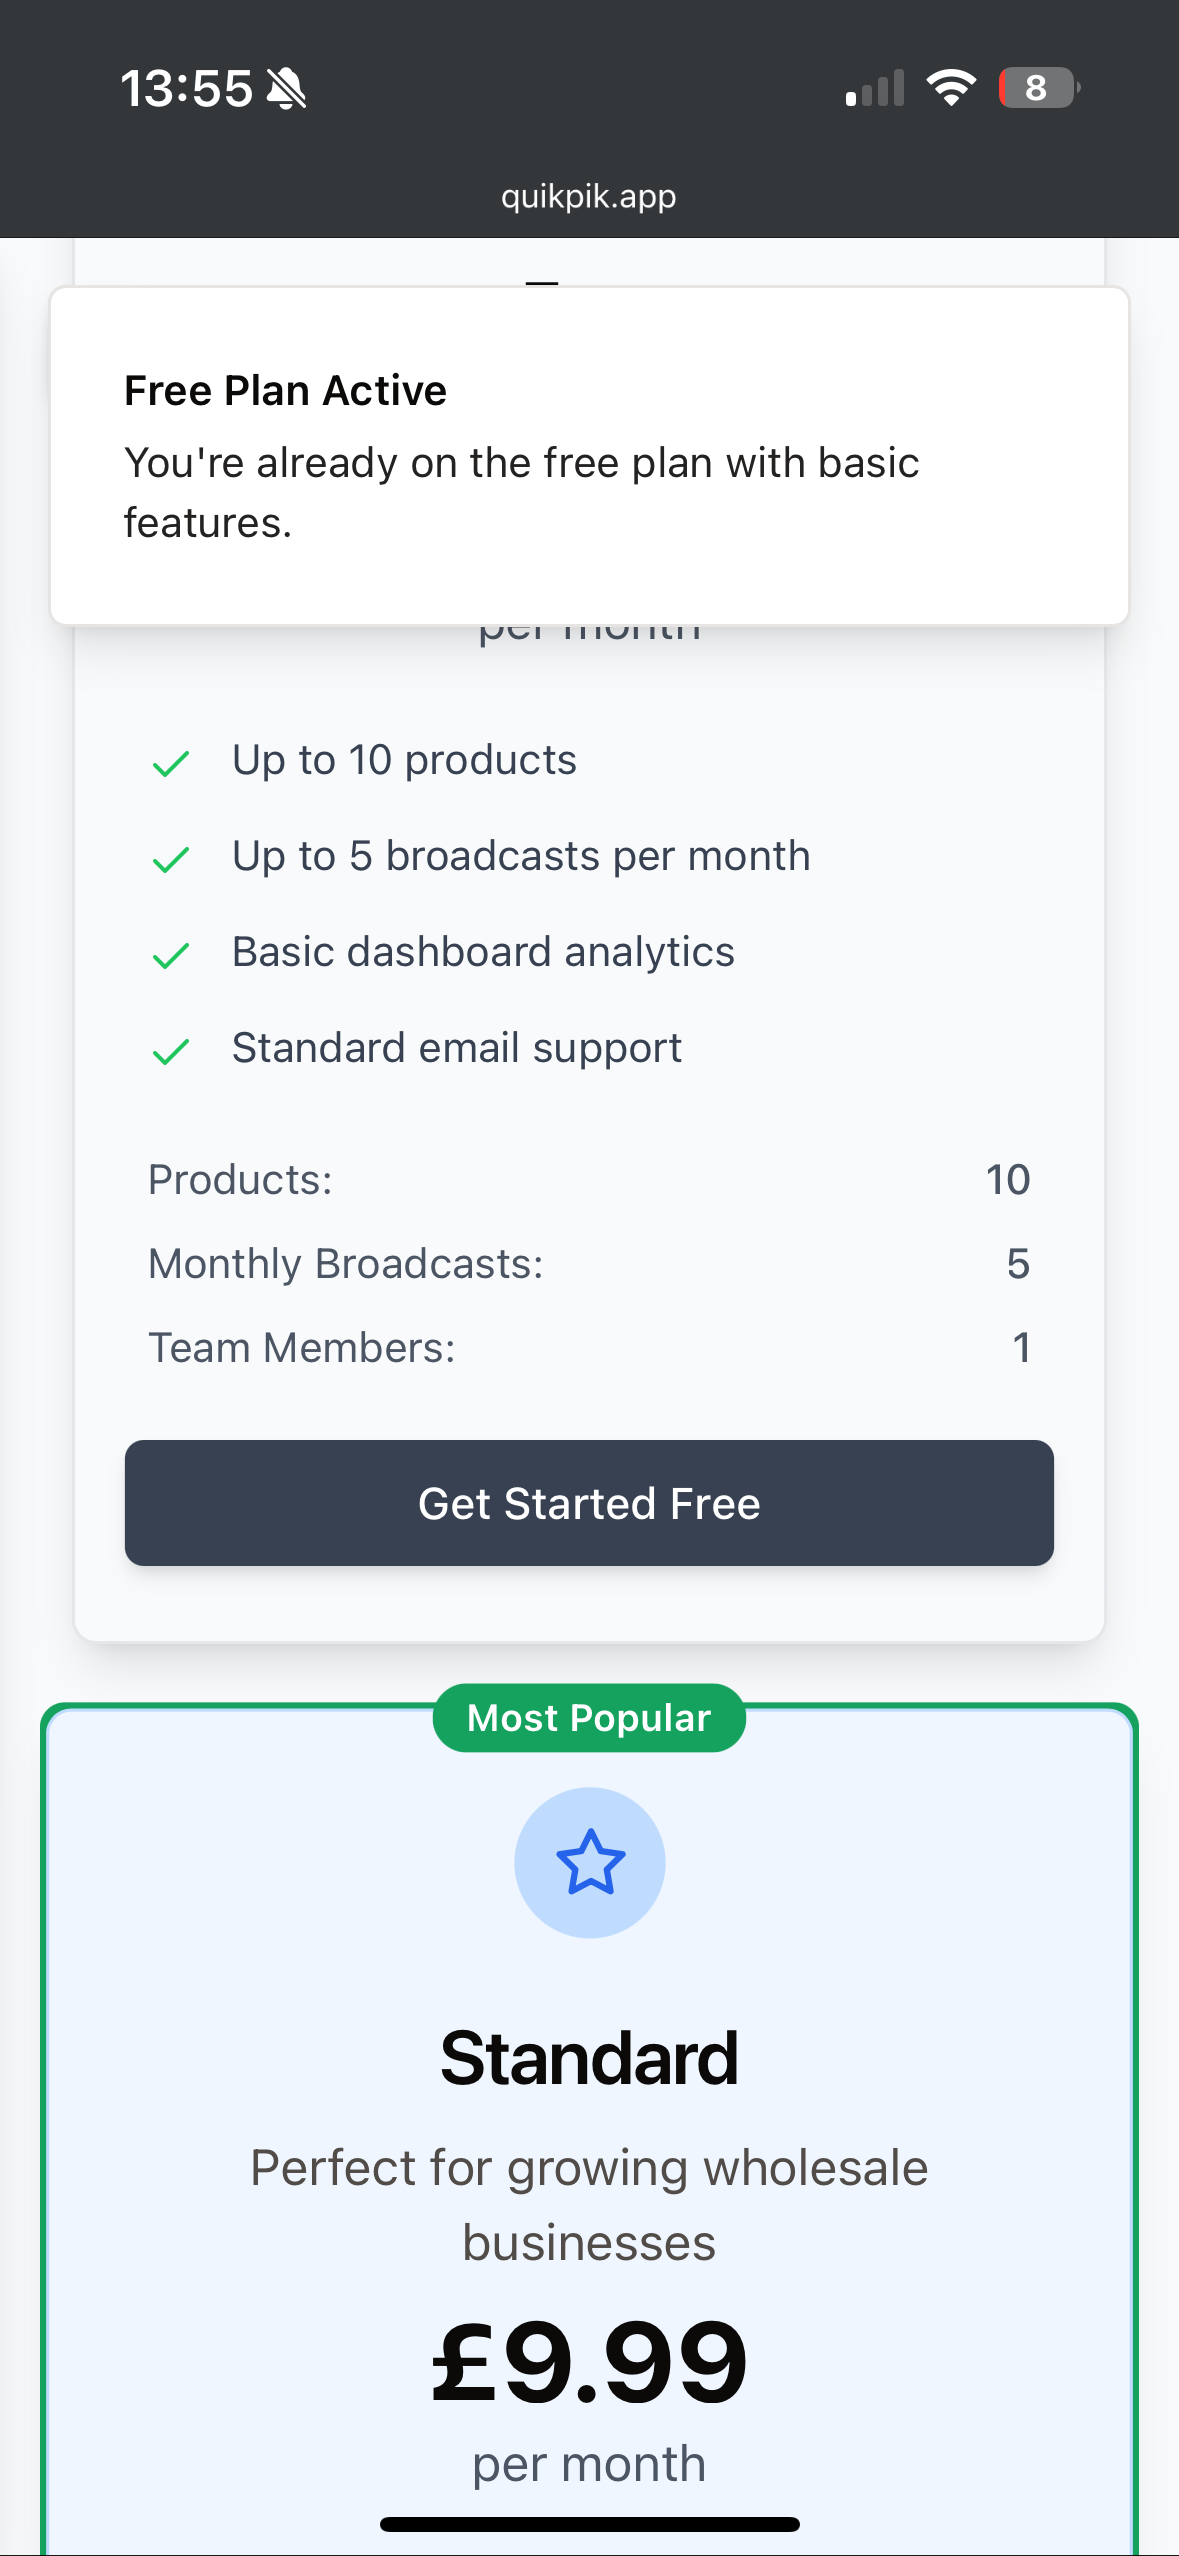 13:55
8
quikpik.app
Free Plan Active
You're already on the free plan with basic
features.
per month
Up to 10 products
Up to 5 broadcasts per month
Basic dashboard analytics
Standard email support
Products: 10
Monthly Broadcasts: 5
Team Members: 1
Get Started Free
Most Popular
Standard
Perfect for growing wholesale
businesses
£9.99
per month